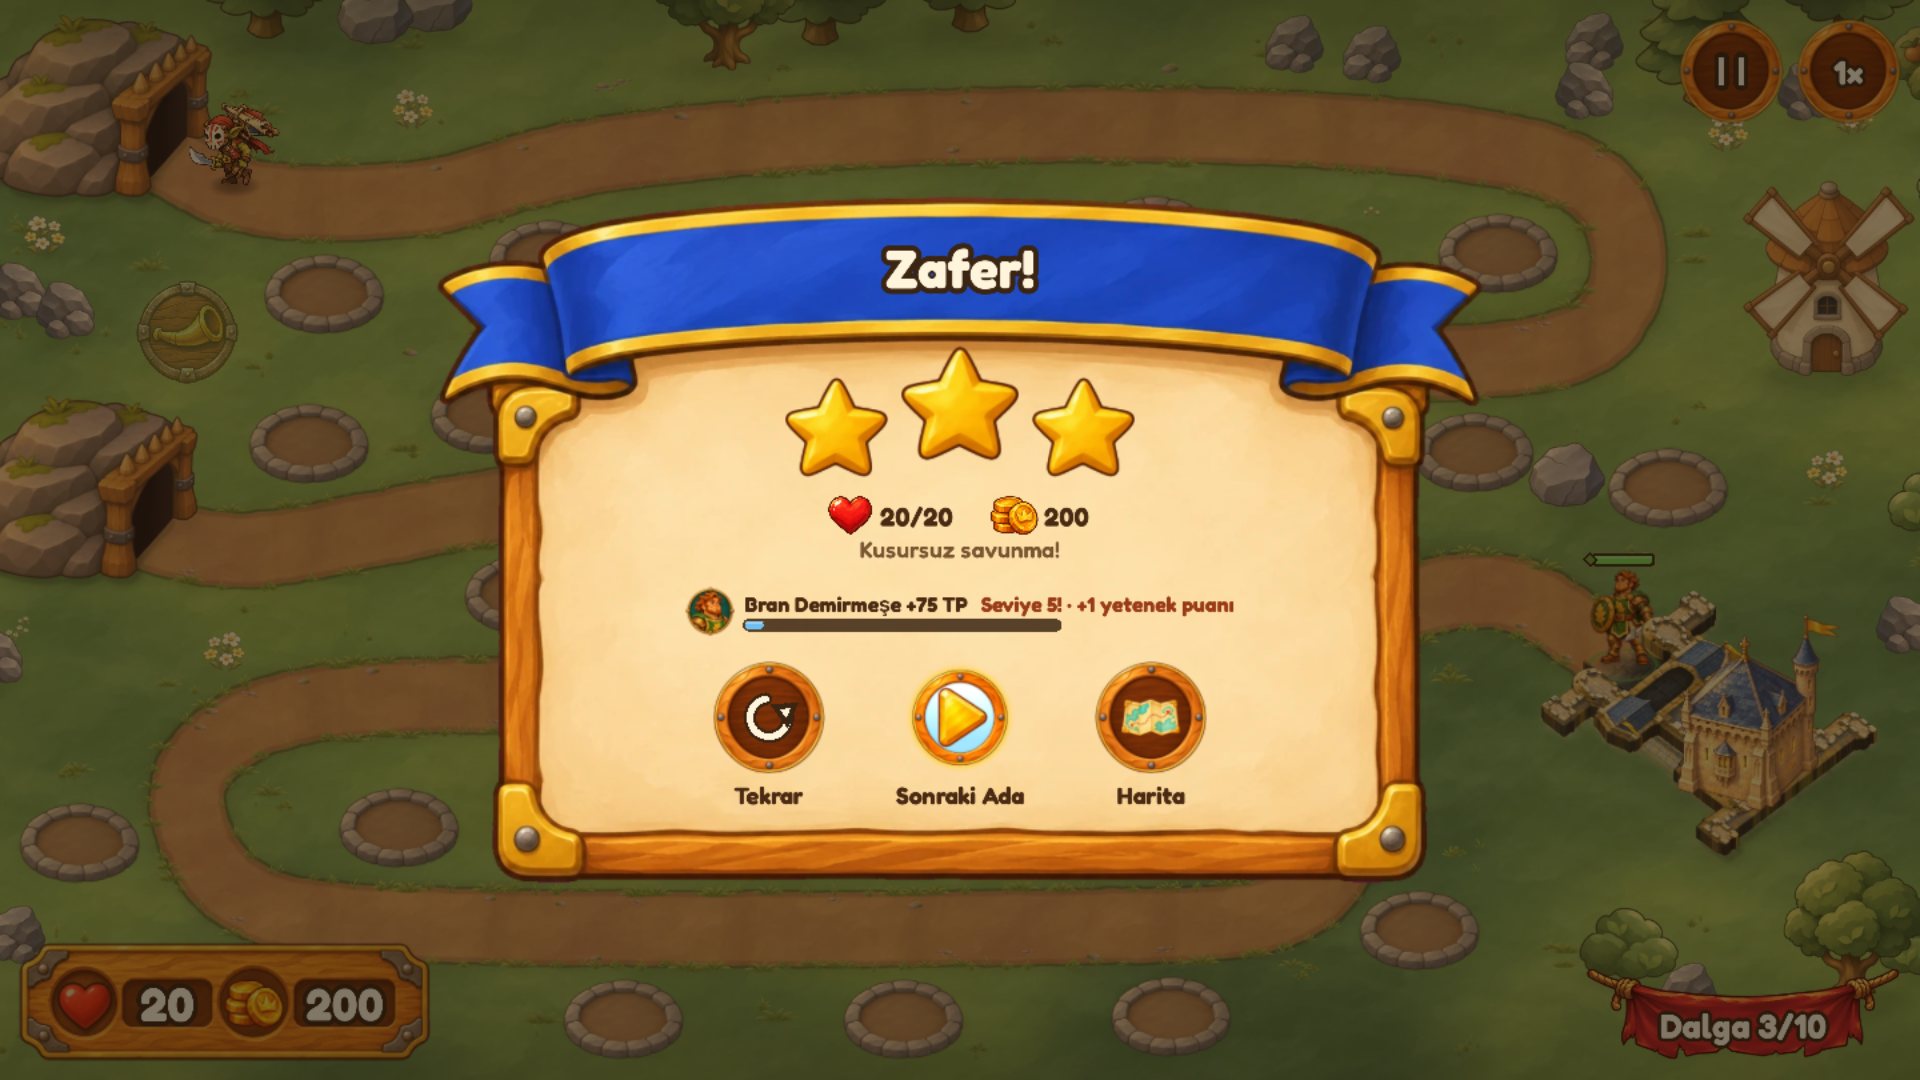 1x
Zafer!
20/20 200
Kusursuz savunma!
Bran Demirmeşe +75 TP Seviye 5! · +1 yetenek puanı
Tekrar Sonraki Ada Harita
20 200
Dalga 3/10